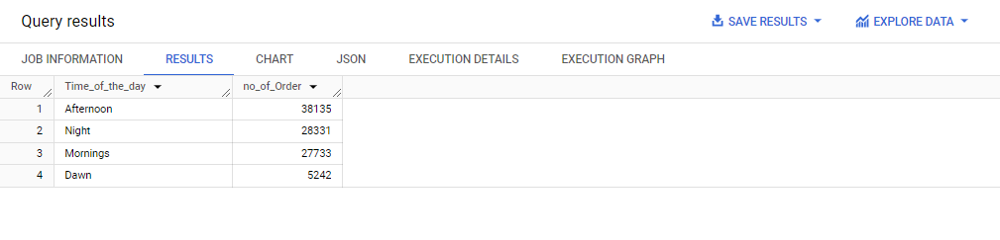 Query results SAVE RESULTS EXPLORE DATA
JOB INFORMATION RESULTS CHART JSON EXECUTION DETAILS EXECUTION GRAPH
Row Time_of_the_day no_of_Order
1 Afternoon 38135
2 Night 28331
3 Mornings 27733
4 Dawn 5242